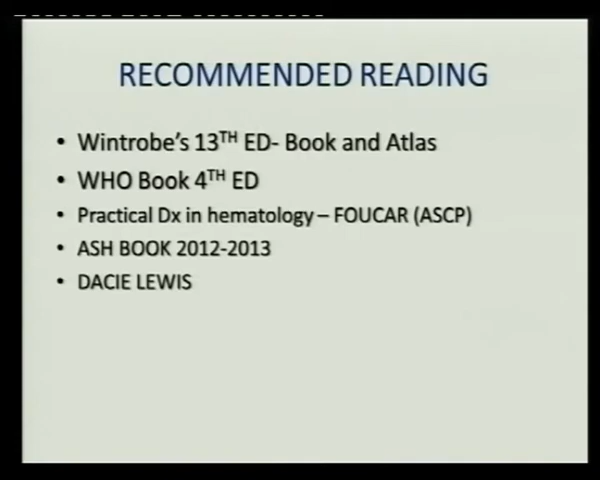 RECOMMENDED READING
• Wintrobe's 13TH ED- Book and Atlas
• WHO Book 4TH ED
• Practical Dx in hematology – FOUCAR (ASCP)
• ASH BOOK 2012-2013
• DACIE LEWIS